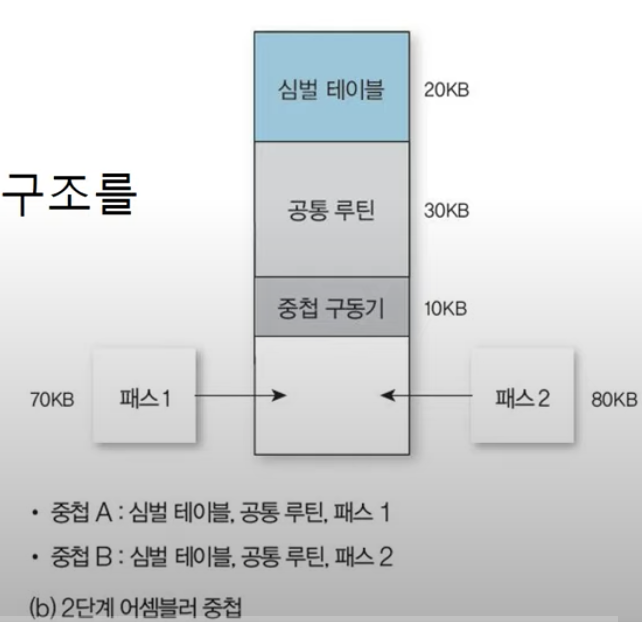 심벌 테이블 20KB
구조를
공통 루틴 30KB
중첩 구동기 10KB
70KB 패스 1 패스 2 80KB
• 중첩 A : 심벌 테이블, 공통 루틴, 패스 1
• 중첩 B : 심벌 테이블, 공통 루틴, 패스 2
(b) 2단계 어셈블러 중첩